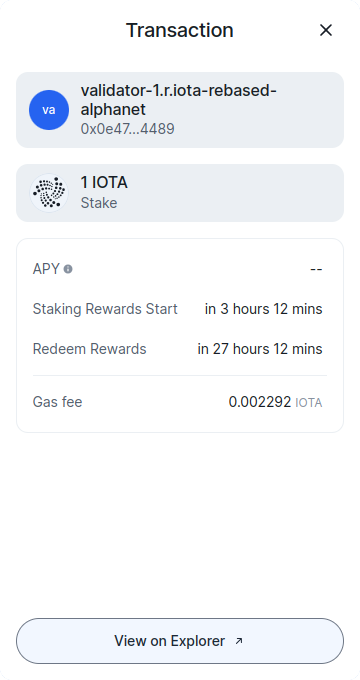 Transaction
va
validator-1.r.iota-rebased-
alphanet
0x0e47...4489
1 IOTA
Stake
APY --
Staking Rewards Start in 3 hours 12 mins
Redeem Rewards in 27 hours 12 mins
Gas fee 0.002292 IOTA
View on Explorer